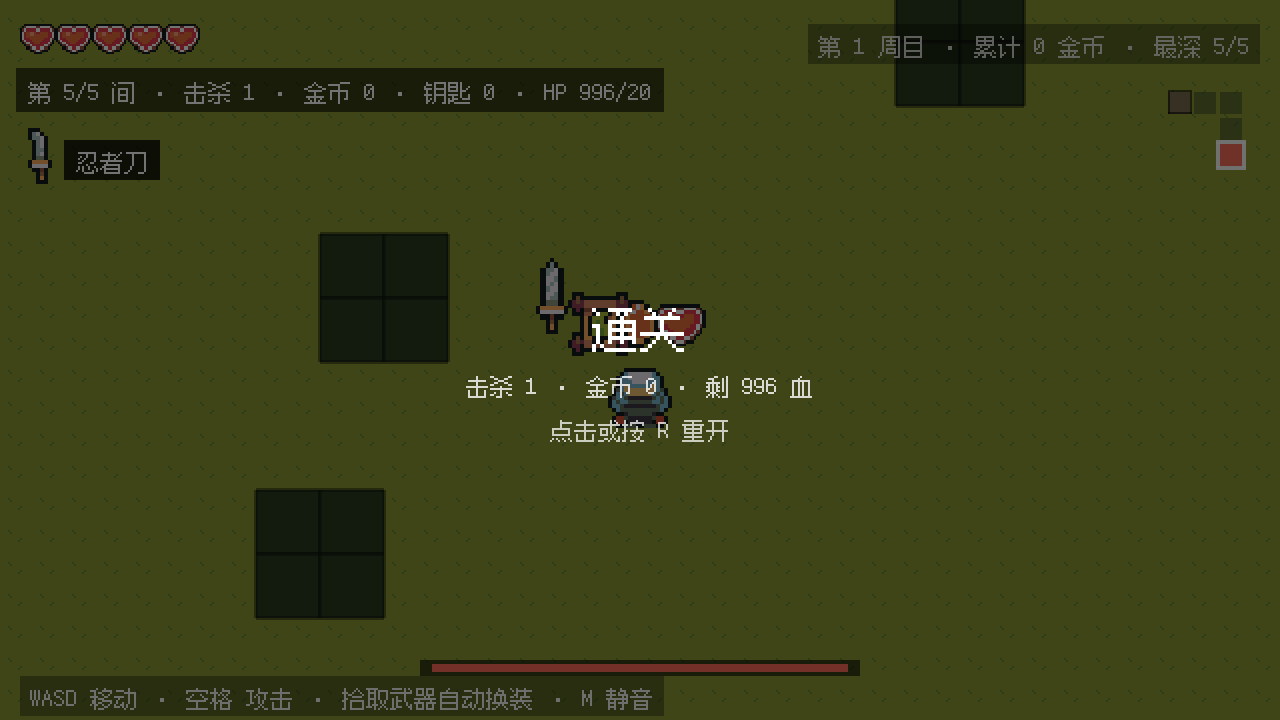 第 1 周目 · 累计 0 金币 · 最深 5/5
第 5/5 间 · 击杀 1 · 金币 0 · 钥匙 0 · HP 996/20
忍者刀
通关
击杀 1 · 金币 0 · 剩 996 血
点击或按 R 重开
WASD 移动 · 空格 攻击 · 拾取武器自动换装 · M 静音